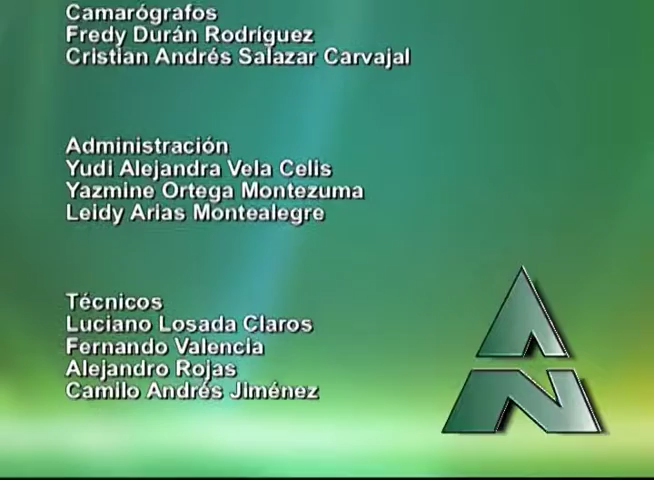 Camarógrafos
Fredy Durán Rodríguez
Cristian Andrés Salazar Carvajal
Administración
Yudi Alejandra Vela Celis
Yazmine Ortega Montezuma
Leidy Arias Montealegre
Técnicos
Luciano Losada Claros
Fernando Valencia
Alejandro Rojas
Camilo Andrés Jiménez
AN